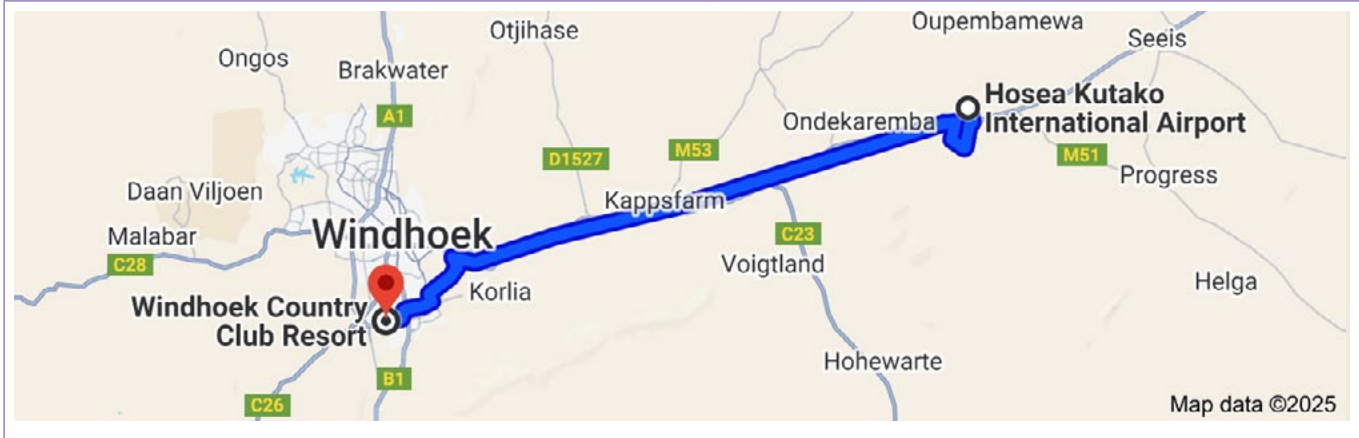 Oupembamewa
Otjihase
Seeis
Ongos
Brakwater
Hosea Kutako
International Airport
A1
Ondekaremba
D1527
M53
M51
Progress
Daan Viljoen
Kappsfarm
Malabar
Windhoek
C23
C28
Voigtland
Helga
Korlia
Windhoek Country
Club Resort
Hohewarte
B1
C26
Map data ©2025